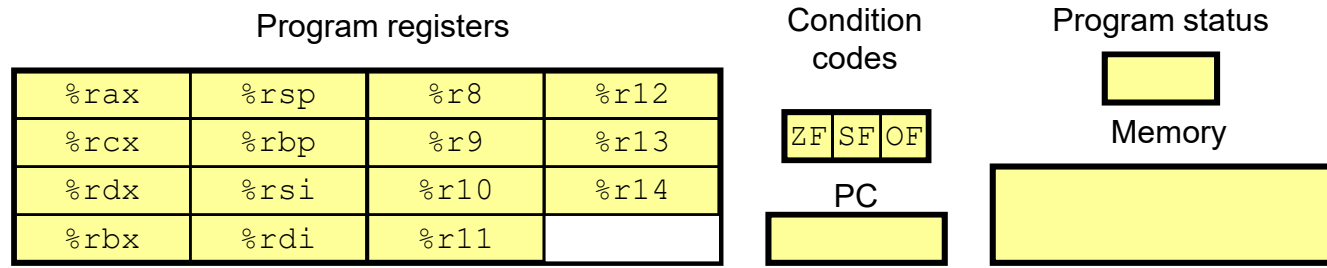 Program registers
%rax %rsp %r8 %r12
%rcx %rbp %r9 %r13
%rdx %rsi %r10 %r14
%rbx %rdi %r11
Condition
codes
ZF SF OF
PC
Program status
Memory